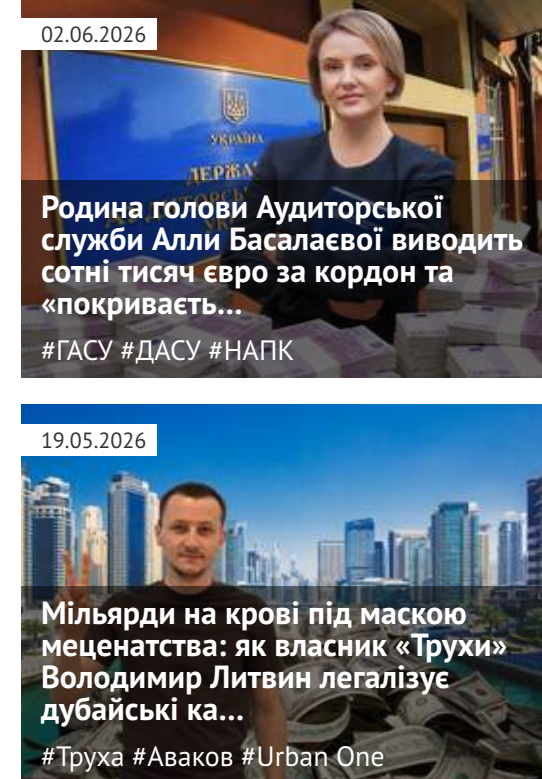 02.06.2026
УКРАЇНА
ДЕРЖА
Родина голови Аудиторської
служби Алли Басалаєвої виводить
сотні тисяч євро за кордон та
«покриваєть...
#ГАСУ #ДАСУ #НАПК
19.05.2026
Мільярди на крові під маскою
меценатства: як власник «Трухи»
Володимир Литвин легалізує
дубайські ка...
#Труха #Аваков #Urban One